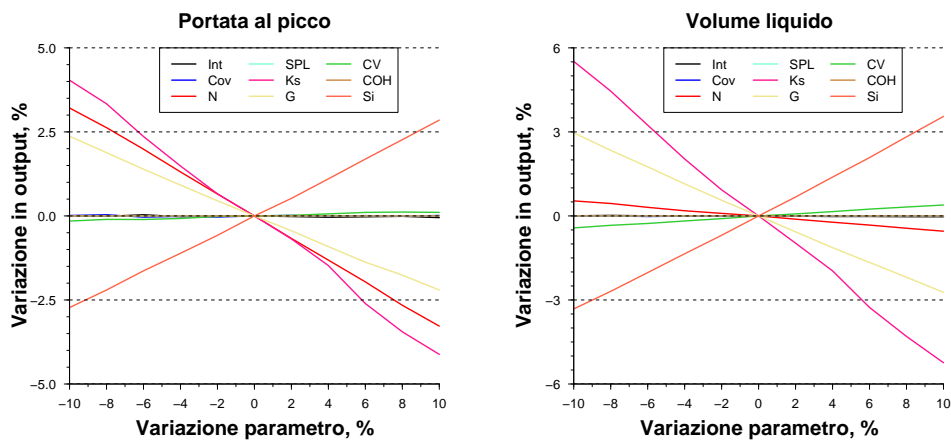 Portata al picco
Volume liquido
Variazione in output, %
5.0
2.5
0.0
−2.5
−5.0
Int SPL CV
Cov Ks COH
N G Si
−10 −8 −6 −4 −2 0 2 4 6 8 10
Variazione parametro, %
Variazione in output, %
6
3
0
−3
−6
Int SPL CV
Cov Ks COH
N G Si
−10 −8 −6 −4 −2 0 2 4 6 8 10
Variazione parametro, %